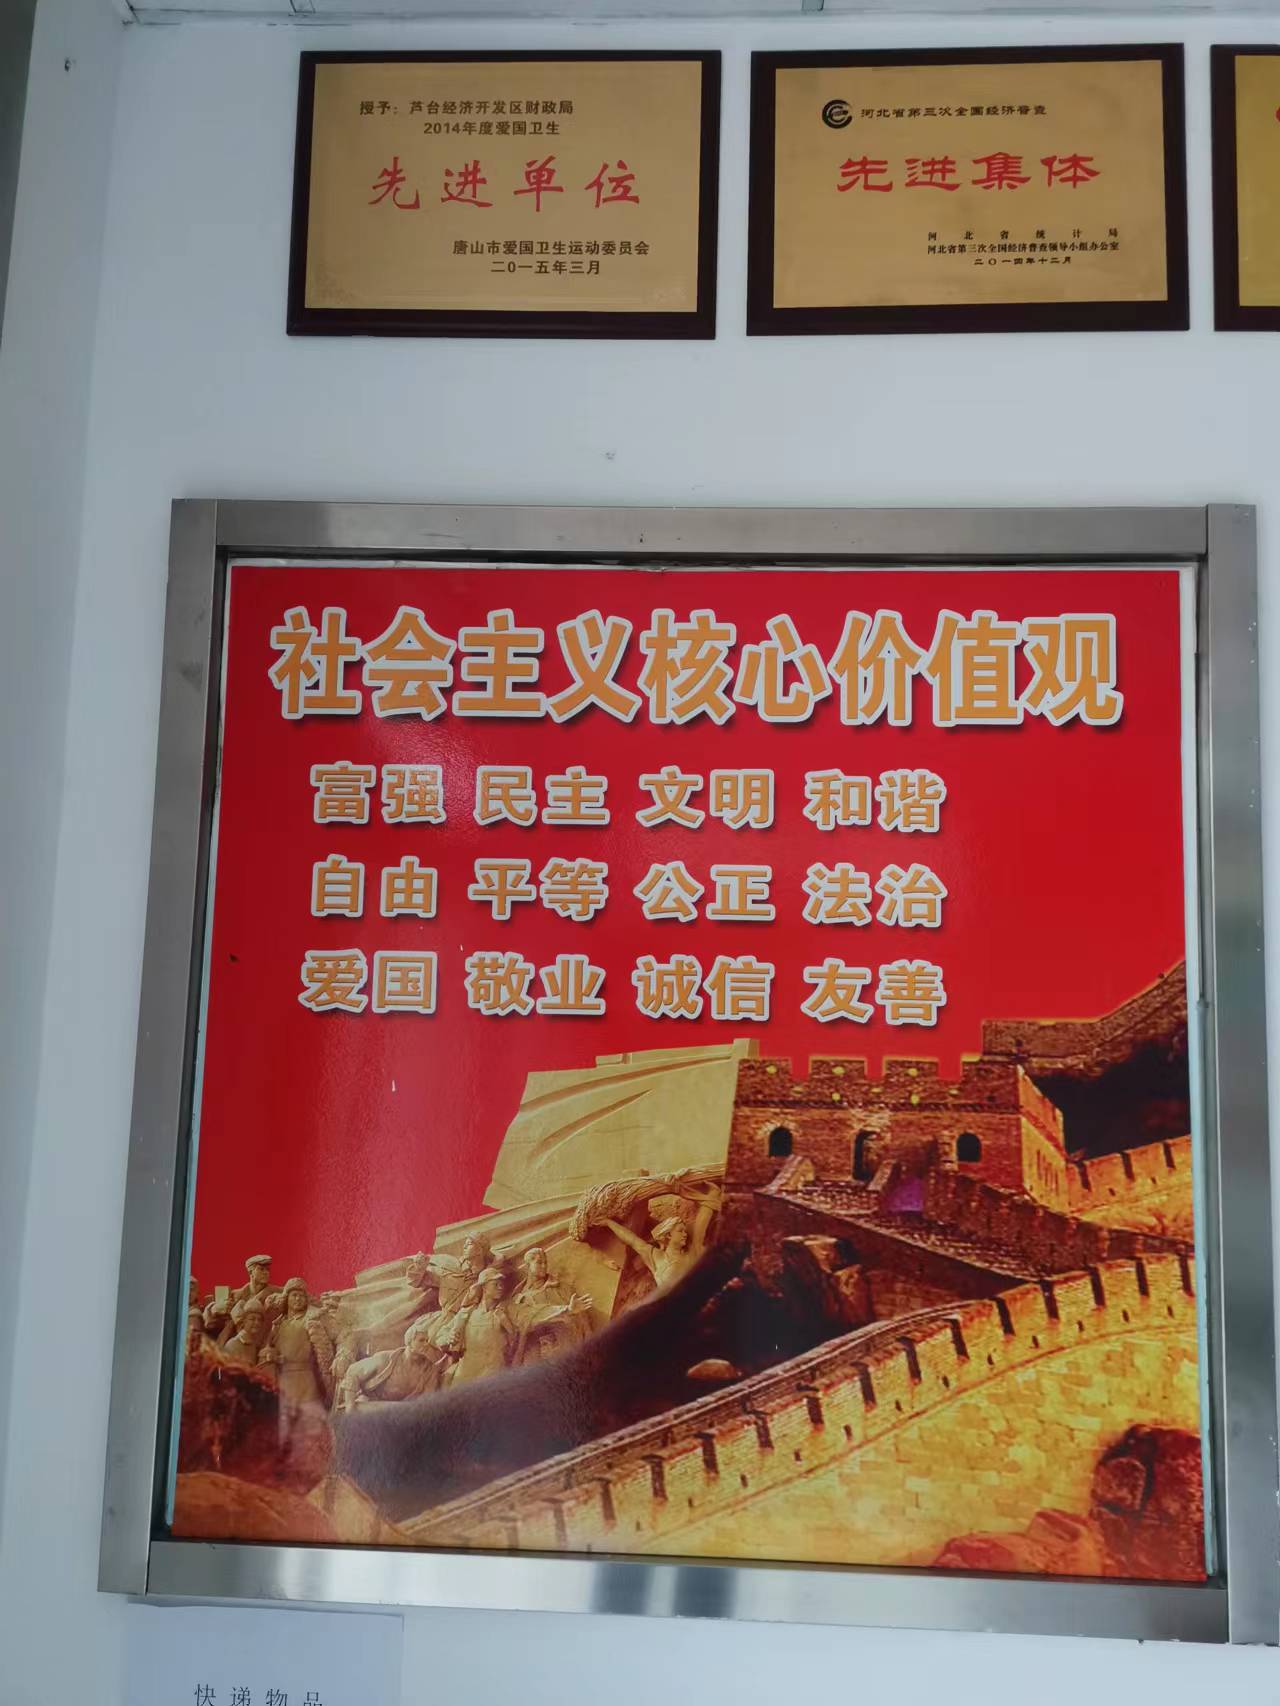 授予：芦台经济开发区财政局
2014年度爱国卫生
先进单位
唐山市爱国卫生运动委员会
二〇一五年三月
河北省第三次全国经济普查
先进集体
河北省统计局
河北省第三次全国经济普查领导小组办公室
二〇一四年十二月
社会主义核心价值观
富强 民主 文明 和谐
自由 平等 公正 法治
爱国 敬业 诚信 友善
快递物品